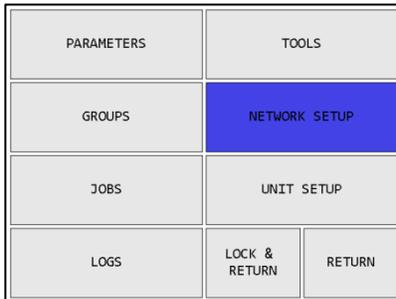 PARAMETERS
TOOLS
GROUPS
NETWORK SETUP
JOBS
UNIT SETUP
LOGS
LOCK &
RETURN
RETURN